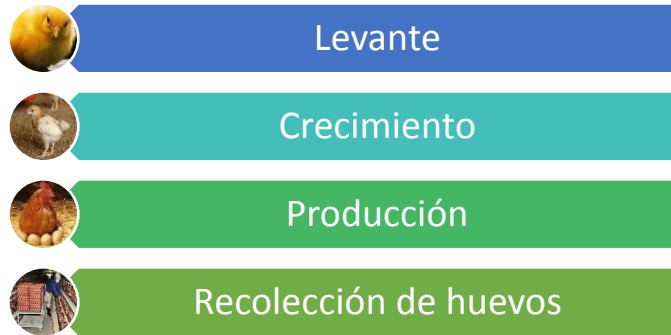 Levante
Crecimiento
Producción
Recolección de huevos